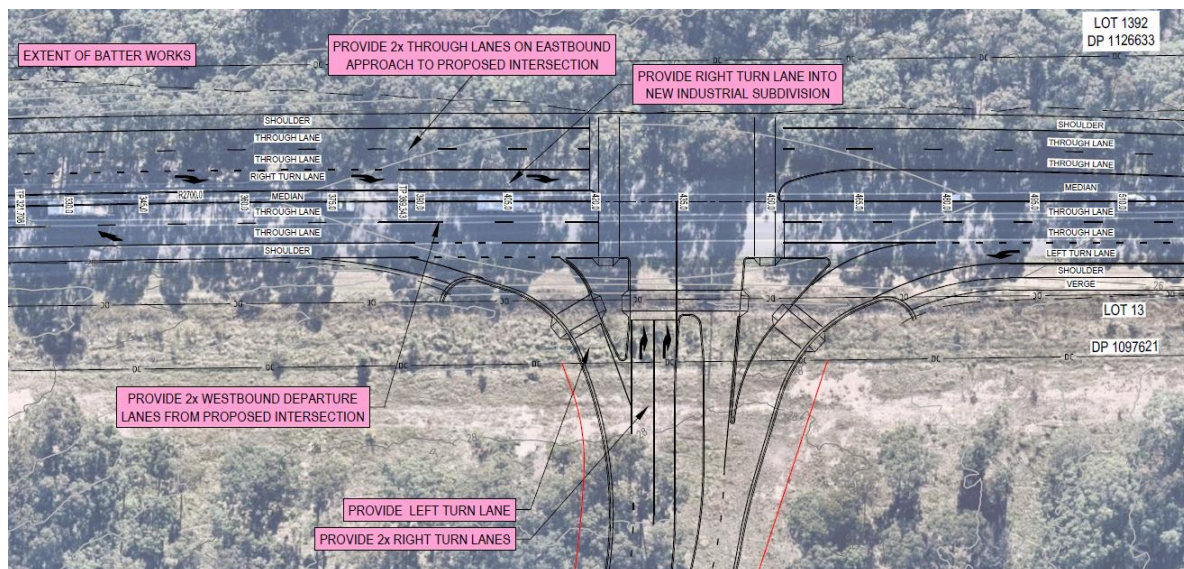 LOT 1392
DP 1126633
EXTENT OF BATTER WORKS
PROVIDE 2x THROUGH LANES ON EASTBOUND
APPROACH TO PROPOSED INTERSECTION
PROVIDE RIGHT TURN LANE INTO
NEW INDUSTRIAL SUBDIVISION
SHOULDER
THROUGH LANE
THROUGH LANE
RIGHT TURN LANE
MEDIAN
THROUGH LANE
THROUGH LANE
SHOULDER
R2700.0
SHOULDER
THROUGH LANE
THROUGH LANE
MEDIAN
THROUGH LANE
THROUGH LANE
LEFT TURN LANE
SHOULDER
VERGE
LOT 13
DP 1097621
PROVIDE 2x WESTBOUND DEPARTURE
LANES FROM PROPOSED INTERSECTION
PROVIDE LEFT TURN LANE
PROVIDE 2x RIGHT TURN LANES